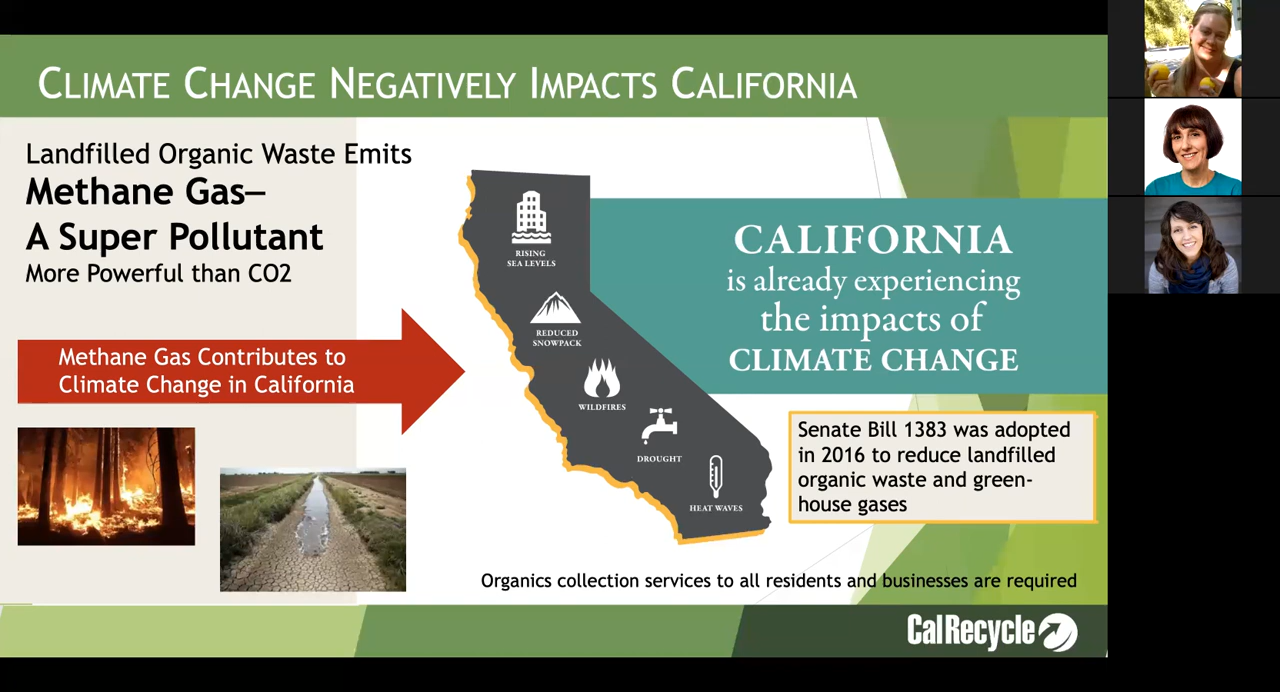 CLIMATE CHANGE NEGATIVELY IMPACTS CALIFORNIA
Landfilled Organic Waste Emits
Methane Gas—
A Super Pollutant
More Powerful than CO2
Methane Gas Contributes to
Climate Change in California
RISING
SEA LEVELS
REDUCED
SNOWPACK
WILDFIRES
DROUGHT
HEAT WAVES
CALIFORNIA
is already experiencing
the impacts of
CLIMATE CHANGE
Senate Bill 1383 was adopted
in 2016 to reduce landfilled
organic waste and green-
house gases
Organics collection services to all residents and businesses are required
CalRecycle